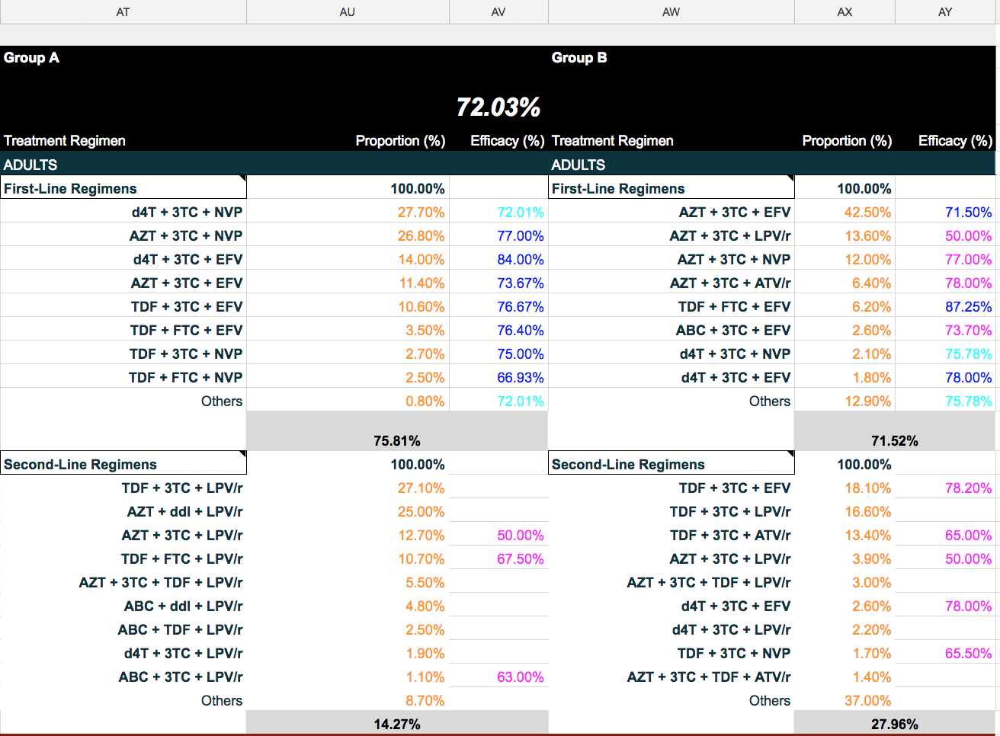 AT AU AV AW AX AY
Group A Group B
72.03%
Treatment Regimen Proportion (%) Efficacy (%) Treatment Regimen Proportion (%) Efficacy (%)
ADULTS ADULTS
First-Line Regimens 100.00% First-Line Regimens 100.00%
d4T + 3TC + NVP 27.70% 72.01% AZT + 3TC + EFV 42.50% 71.50%
AZT + 3TC + NVP 26.80% 77.00% AZT + 3TC + LPV/r 13.60% 50.00%
d4T + 3TC + EFV 14.00% 84.00% AZT + 3TC + NVP 12.00% 77.00%
AZT + 3TC + EFV 11.40% 73.67% AZT + 3TC + ATV/r 6.40% 78.00%
TDF + 3TC + EFV 10.60% 76.67% TDF + FTC + EFV 6.20% 87.25%
TDF + FTC + EFV 3.50% 76.40% ABC + 3TC + EFV 2.60% 73.70%
TDF + 3TC + NVP 2.70% 75.00% d4T + 3TC + NVP 2.10% 75.78%
TDF + FTC + NVP 2.50% 66.93% d4T + 3TC + EFV 1.80% 78.00%
Others 0.80% 72.01% Others 12.90% 75.78%
75.81% 71.52%
Second-Line Regimens 100.00% Second-Line Regimens 100.00%
TDF + 3TC + LPV/r 27.10% TDF + 3TC + EFV 18.10% 78.20%
AZT + ddI + LPV/r 25.00% TDF + 3TC + LPV/r 16.60%
AZT + 3TC + LPV/r 12.70% 50.00% TDF + 3TC + ATV/r 13.40% 65.00%
TDF + FTC + LPV/r 10.70% 67.50% AZT + 3TC + LPV/r 3.90% 50.00%
AZT + 3TC + TDF + LPV/r 5.50% AZT + 3TC + TDF + LPV/r 3.00%
ABC + ddI + LPV/r 4.80% d4T + 3TC + EFV 2.60% 78.00%
ABC + TDF + LPV/r 2.50% d4T + 3TC + LPV/r 2.20%
d4T + 3TC + LPV/r 1.90% TDF + 3TC + NVP 1.70% 65.50%
ABC + 3TC + LPV/r 1.10% 63.00% AZT + 3TC + TDF + ATV/r 1.40%
Others 8.70% Others 37.00%
14.27% 27.96%